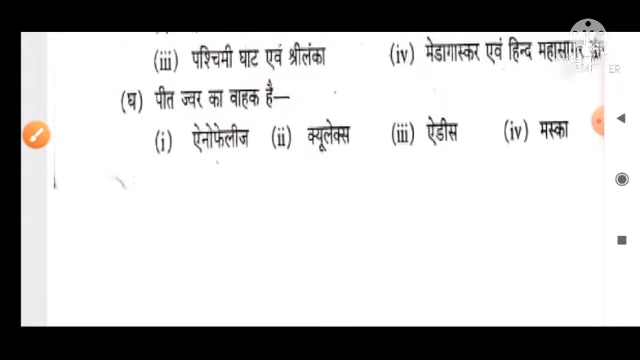 (iii) पश्चिमी घाट एवं श्रीलंका (iv) मेडागास्कर एवं हिन्द महासागर
(घ) पीत ज्वर का वाहक है—
(i) ऐनोफेलीज (ii) क्यूलेक्स (iii) ऐडीस (iv) मस्का